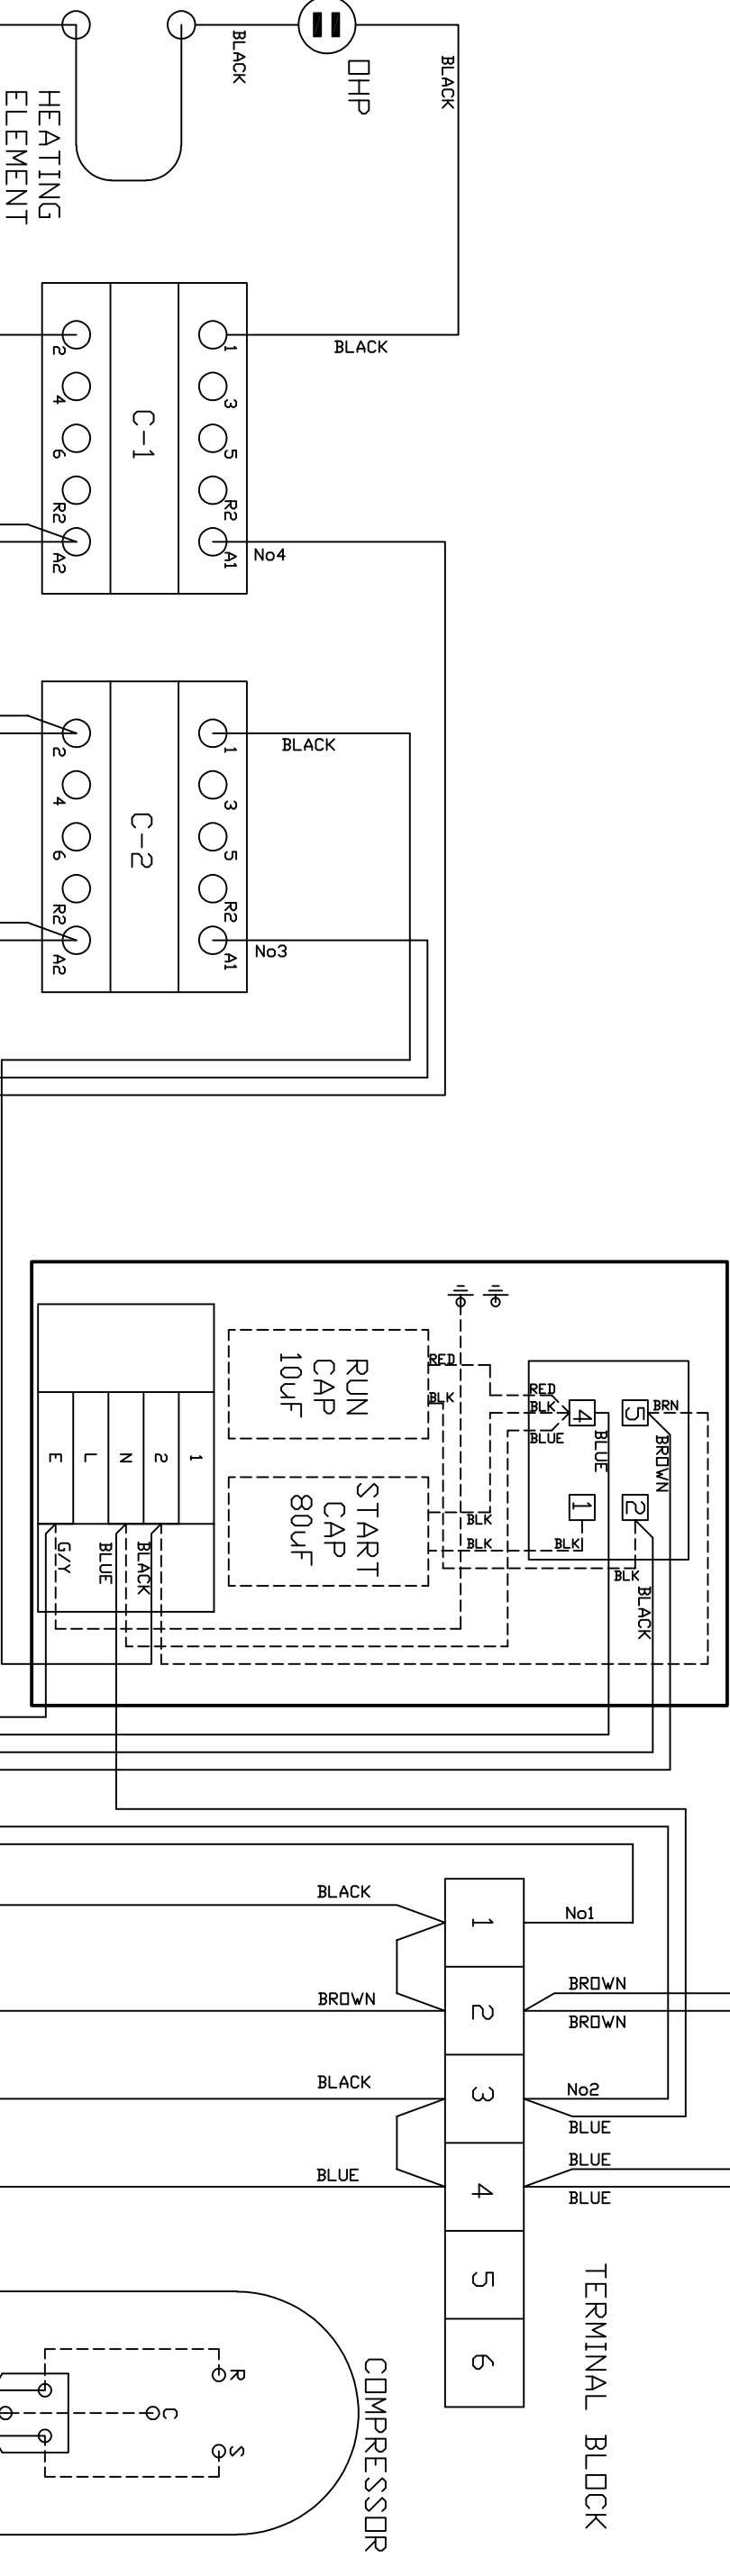 BLACK
OHP
BLACK
HEATING
ELEMENT
BLACK
1
3
5
R2
A1
No4
C-1
2
4
6
R2
A2
BLACK
1
3
5
R2
A1
No3
C-2
2
4
6
R2
A2
RUN
CAP
10uF
START
CAP
80uF
RED
BLK
RED
BLK
BLUE
4
5
BRN
BROWN
BLUE
1
2
BLK
BLK
BLK
BLK
BLACK
1
2
N
L
E
BLACK
BLUE
G/Y
BLACK
1
No1
BROWN
BROWN
2
BROWN
BLACK
3
No2
BLUE
BLUE
BLUE
4
BLUE
5
6
TERMINAL BLOCK
COMPRESSOR
R
C
S